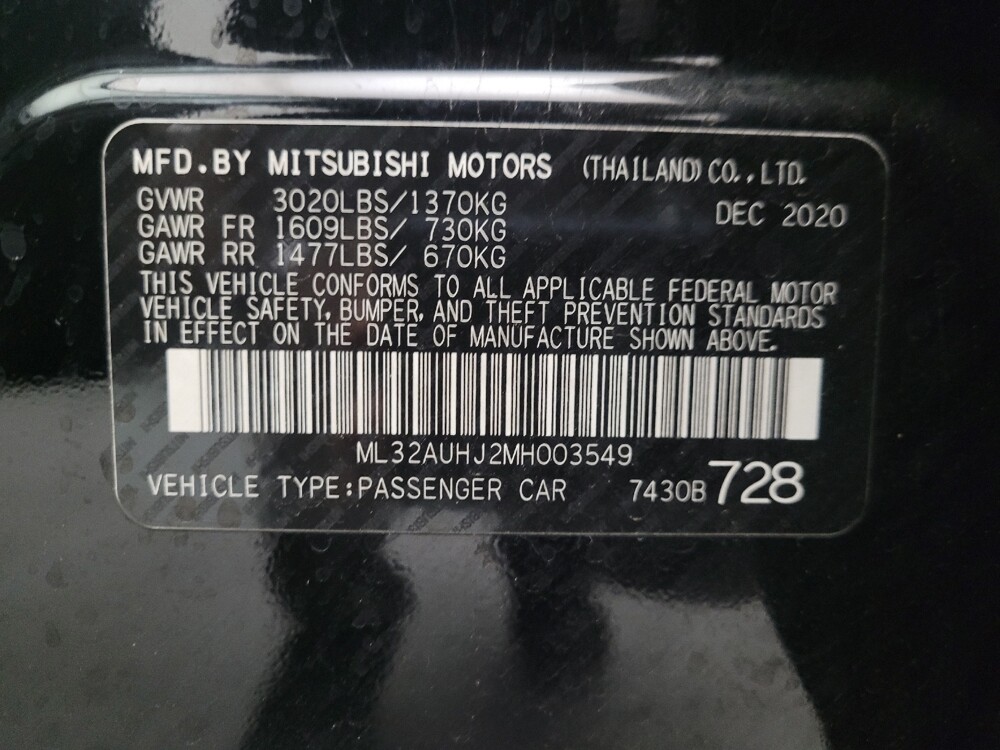 MFD.BY MITSUBISHI MOTORS (THAILAND) CO.,LTD.
GVWR 3020LBS/1370KG DEC 2020
GAWR FR 1609LBS/ 730KG
GAWR RR 1477LBS/ 670KG
THIS VEHICLE CONFORMS TO ALL APPLICABLE FEDERAL MOTOR
VEHICLE SAFETY, BUMPER, AND THEFT PREVENTION STANDARDS
IN EFFECT ON THE DATE OF MANUFACTURE SHOWN ABOVE.
ML32AUHJ2MH003549
VEHICLE TYPE:PASSENGER CAR 7430B 728